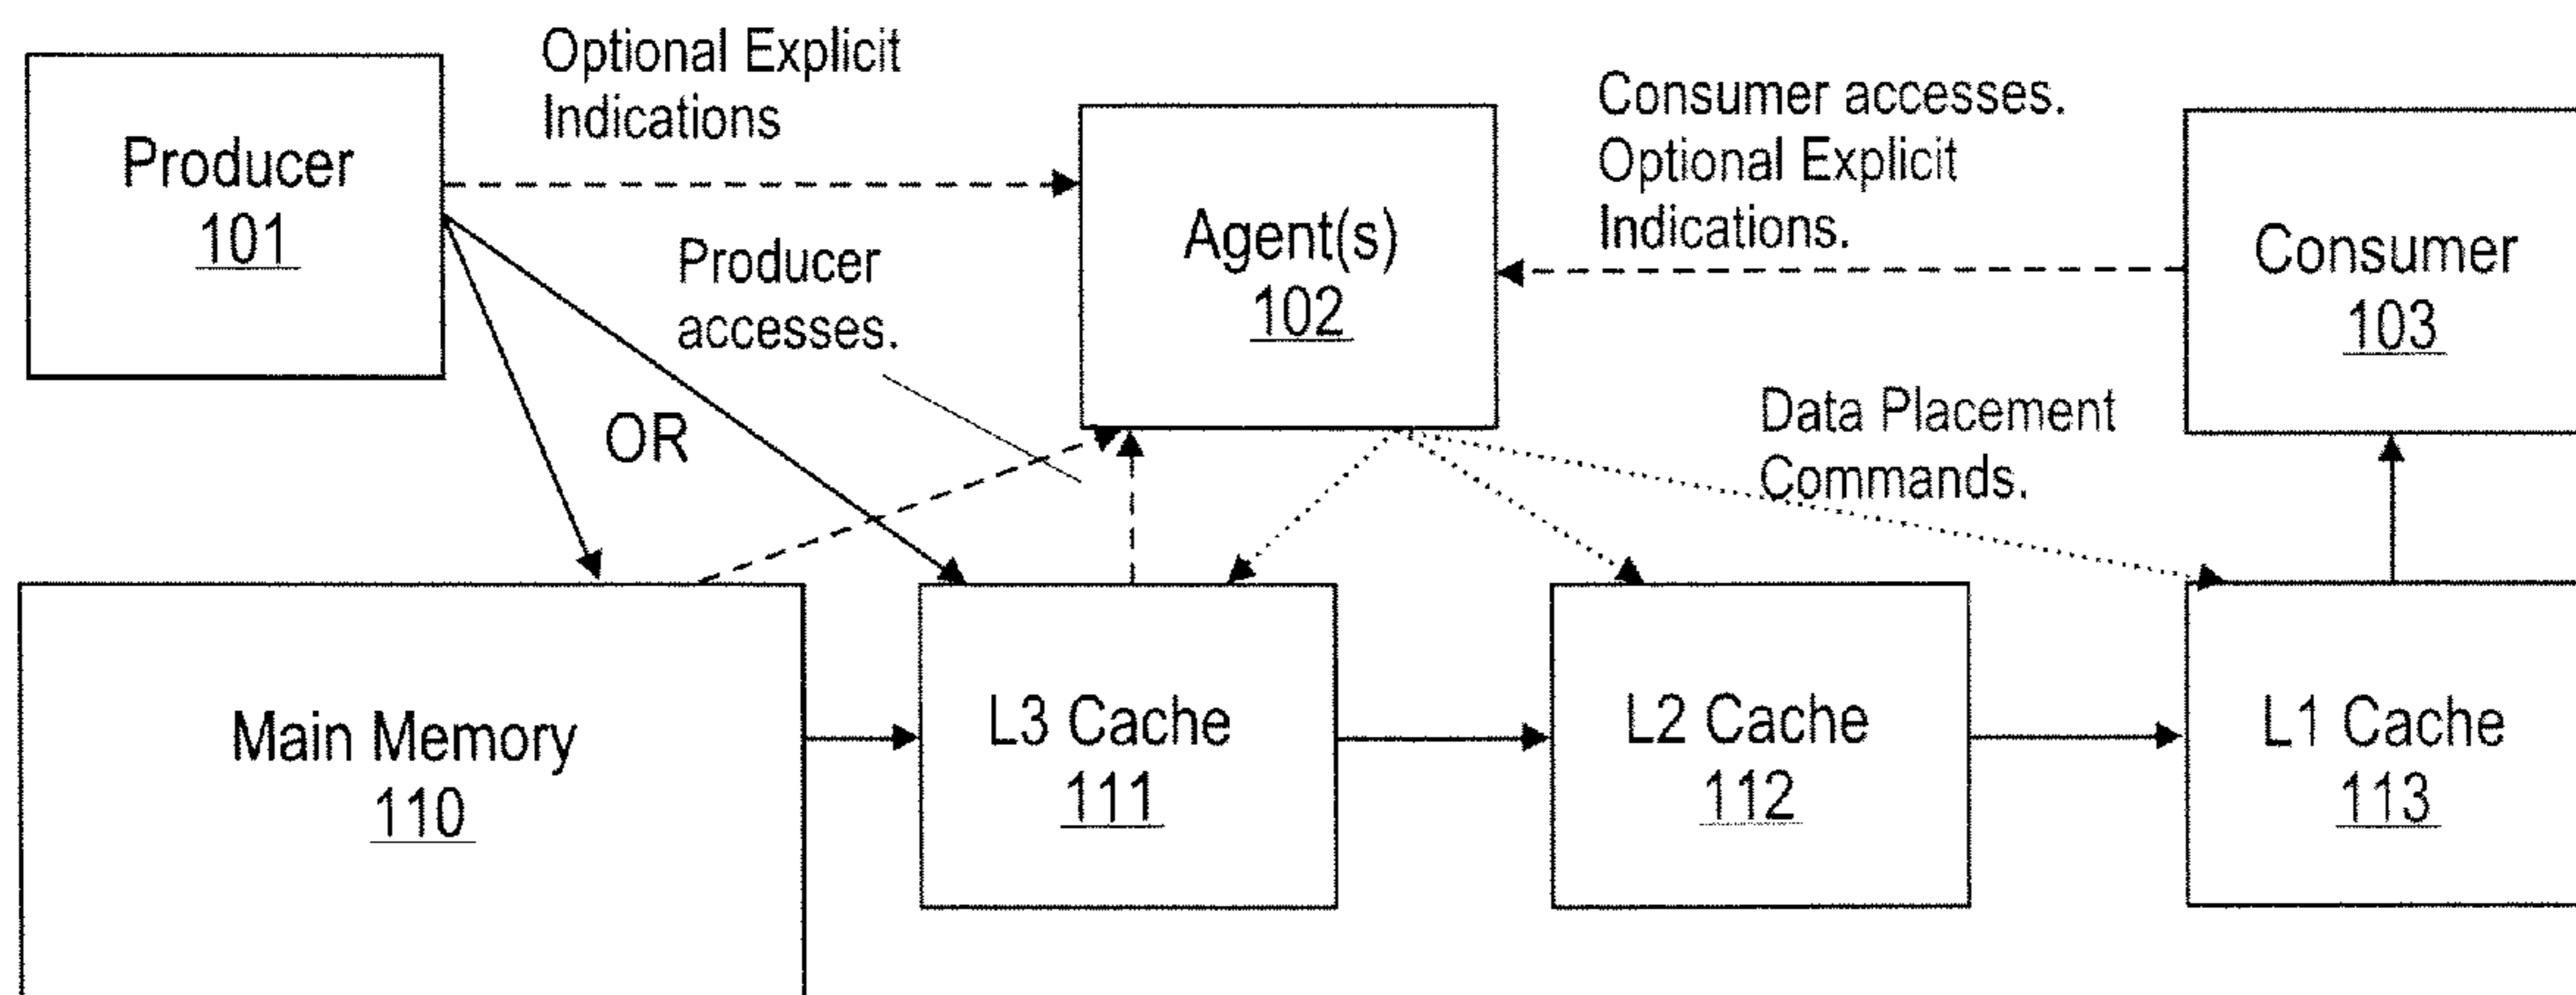 Optional Explicit
Indications
Producer
101
Producer
accesses.
OR
Agent(s)
102
Consumer accesses.
Optional Explicit
Indications.
Consumer
103
Data Placement
Commands.
Main Memory
110
L3 Cache
111
L2 Cache
112
L1 Cache
113